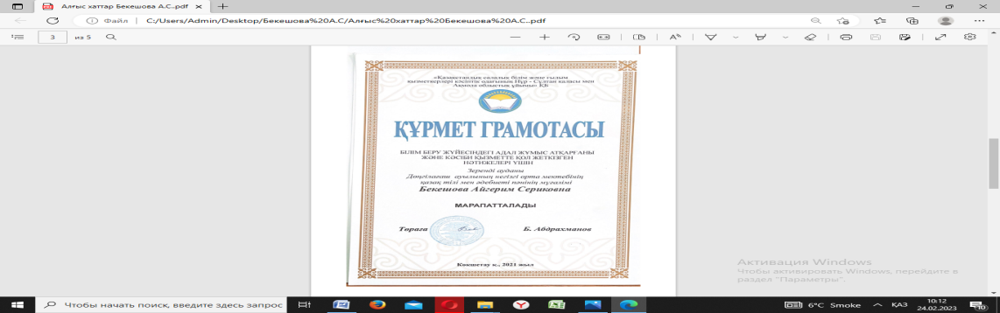 Алғыс хаттар Бекешова А.С..pdf
Файл | C:/Users/Admin/Desktop/Бекешова%20А.С/Алғыс%20хаттар%20Бекешова%20А.С..pdf
3 из 5
«Қазақстандық салалық білім және ғылым
қызметкерлері кәсіптік одағының Нұр - Сұлтан қаласы мен
Ақмола облыстық ұйымы» ҚБ
ҚҰРМЕТ ГРАМОТАСЫ
БІЛІМ БЕРУ ЖҮЙЕСІНДЕГІ АДАЛ ЖҰМЫС АТҚАРҒАНЫ
ЖӘНЕ КӘСІБИ ҚЫЗМЕТТЕ ҚОЛ ЖЕТКІЗГЕН
НӘТИЖЕЛЕРІ ҮШІН
Зеренді ауданы
Доңғілағаш ауылының негізгі орта мектебінің
қазақ тілі мен әдебиеті пәнінің мұғалімі
Бекешова Айгерим Сериковна
МАРАПАТТАЛАДЫ
Төраға Б. Абдрахманов
Көкшетау қ., 2021 жыл
Активация Windows
Чтобы активировать Windows, перейдите в
раздел "Параметры".
Чтобы начать поиск, введите здесь запрос
6°C Smoke ҚАЗ 10:12
24.02.2023